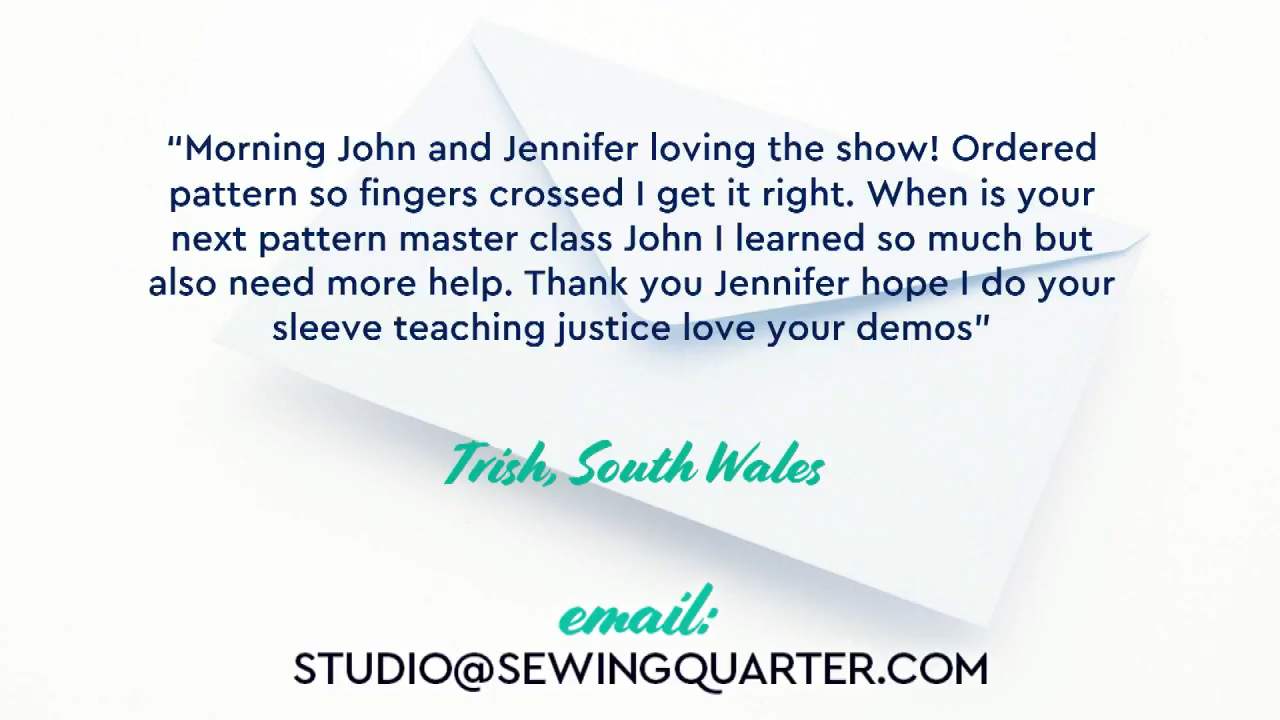 “Morning John and Jennifer loving the show! Ordered
pattern so fingers crossed I get it right. When is your
next pattern master class John I learned so much but
also need more help. Thank you Jennifer hope I do your
sleeve teaching justice love your demos”
Trish, South Wales
email:
STUDIO@SEWINGQUARTER.COM